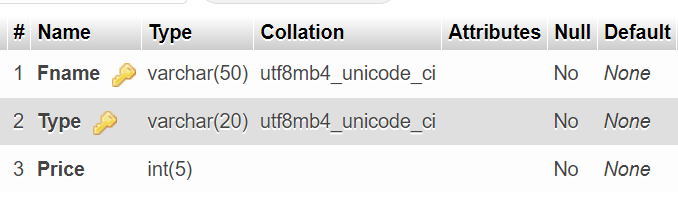 # Name Type Collation Attributes Null Default
1 Fname varchar(50) utf8mb4_unicode_ci No None
2 Type varchar(20) utf8mb4_unicode_ci No None
3 Price int(5) No None